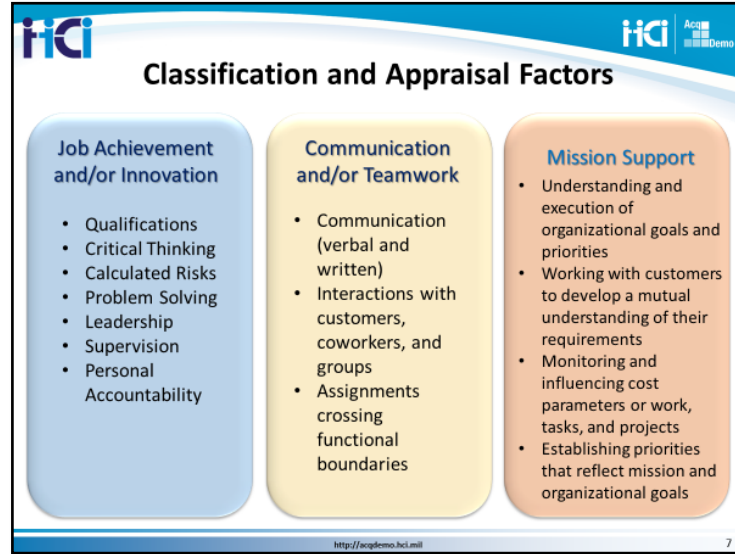 HCi
HCi
Acq
Demo
Classification and Appraisal Factors
Job Achievement
and/or Innovation
• Qualifications
• Critical Thinking
• Calculated Risks
• Problem Solving
• Leadership
• Supervision
• Personal
Accountability
Communication
and/or Teamwork
• Communication
(verbal and
written)
• Interactions with
customers,
coworkers, and
groups
• Assignments
crossing
functional
boundaries
Mission Support
• Understanding and
execution of
organizational goals and
priorities
• Working with customers
to develop a mutual
understanding of their
requirements
• Monitoring and
influencing cost
parameters or work,
tasks, and projects
• Establishing priorities
that reflect mission and
organizational goals
http://acqdemo.hci.mil
7